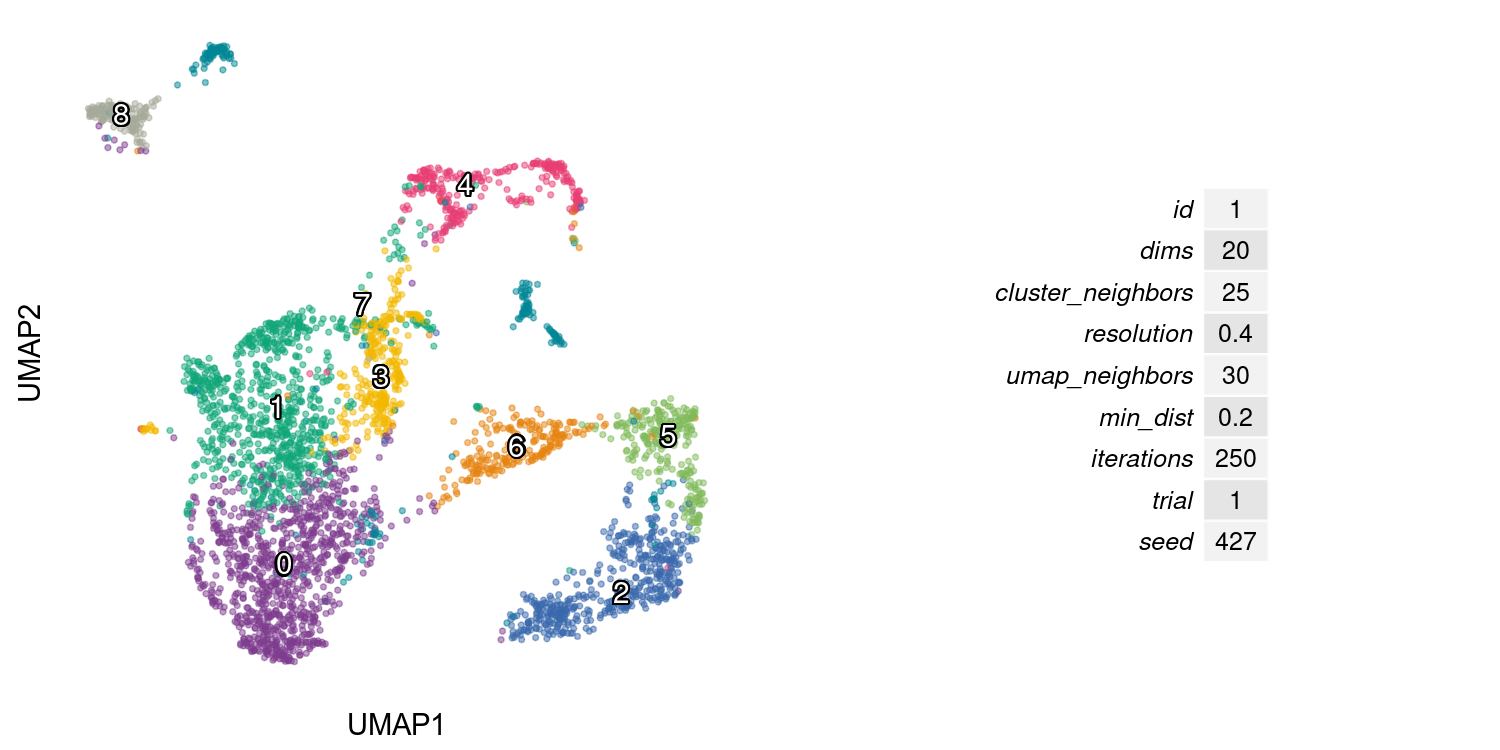 8
4
7
3
1
5
6
0
2
UMAP2
UMAP1
id 1
dims 20
cluster_neighbors 25
resolution 0.4
umap_neighbors 30
min_dist 0.2
iterations 250
trial 1
seed 427